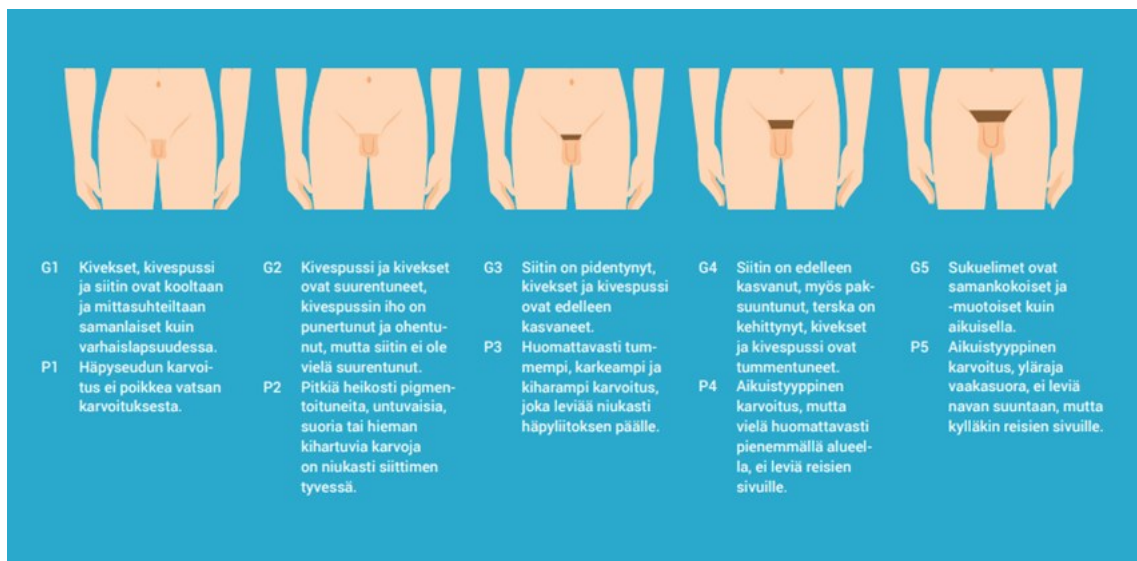 G1 Kivekset, kivespussi
ja siitin ovat kooltaan
ja mittasuhteiltaan
samanlaiset kuin
varhaislapsuudessa.
P1 Häpyseudun karvoi-
tus ei poikkea vatsan
karvoituksesta.
G2 Kivespussi ja kivekset
ovat suurentuneet,
kivespussin iho on
punertunut ja ohentu-
nut, mutta siitin ei ole
vielä suurentunut.
P2 Pitkiä heikosti pigmen-
toituneita, untuvaisia,
suoria tai hieman
kihartuvia karvoja
on niukasti siittimen
tyvessä.
G3 Siitin on pidentynyt,
kivekset ja kivespussi
ovat edelleen
kasvaneet.
P3 Huomattavasti tum-
mempi, karkeampi ja
kiharampi karvoitus,
joka leviää niukasti
häpyliitoksen päälle.
G4 Siitin on edelleen
kasvanut, myös pak-
suuntunut, terska on
kehittynyt, kivekset
ja kivespussi ovat
tummentuneet.
P4 Aikuistyyppinen
karvoitus, mutta
vielä huomattavasti
pienemmällä alueel-
la, ei leviä reisien
sivuille.
G5 Sukuelimet ovat
samankokoiset ja
-muotoiset kuin
aikuisella.
P5 Aikuistyyppinen
karvoitus, yläraja
vaakasuora, ei leviä
navan suuntaan, mutta
kylläkin reisien sivuille.